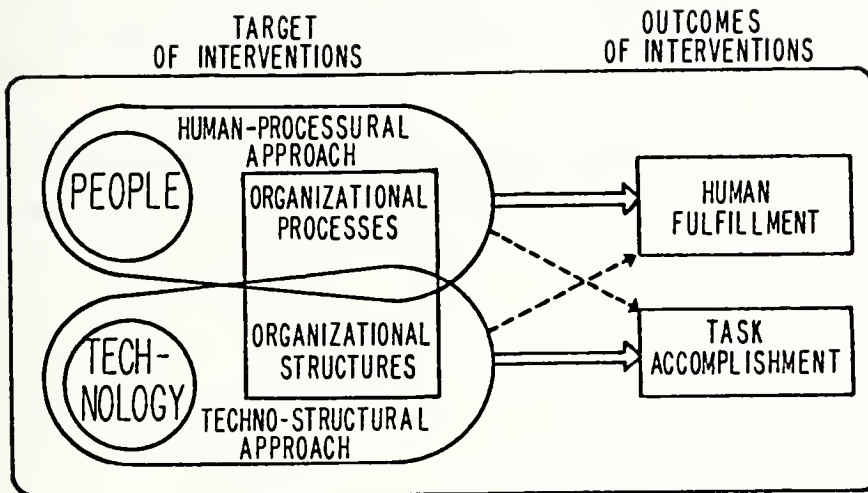 TARGET
OF INTERVENTIONS
OUTCOMES
OF INTERVENTIONS
HUMAN-PROCESSURAL
APPROACH
PEOPLE
ORGANIZATIONAL
PROCESSES
HUMAN
FULFILLMENT
TECH-
NOLOGY
ORGANIZATIONAL
STRUCTURES
TASK
ACCOMPLISHMENT
TECHNO-STRUCTURAL
APPROACH